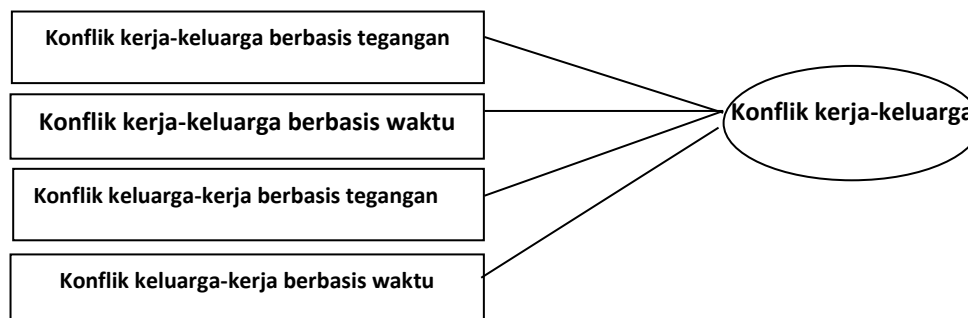 Konflik kerja-keluarga berbasis tegangan
Konflik kerja-keluarga berbasis waktu
Konflik keluarga-kerja berbasis tegangan
Konflik keluarga-kerja berbasis waktu
Konflik kerja-keluarga